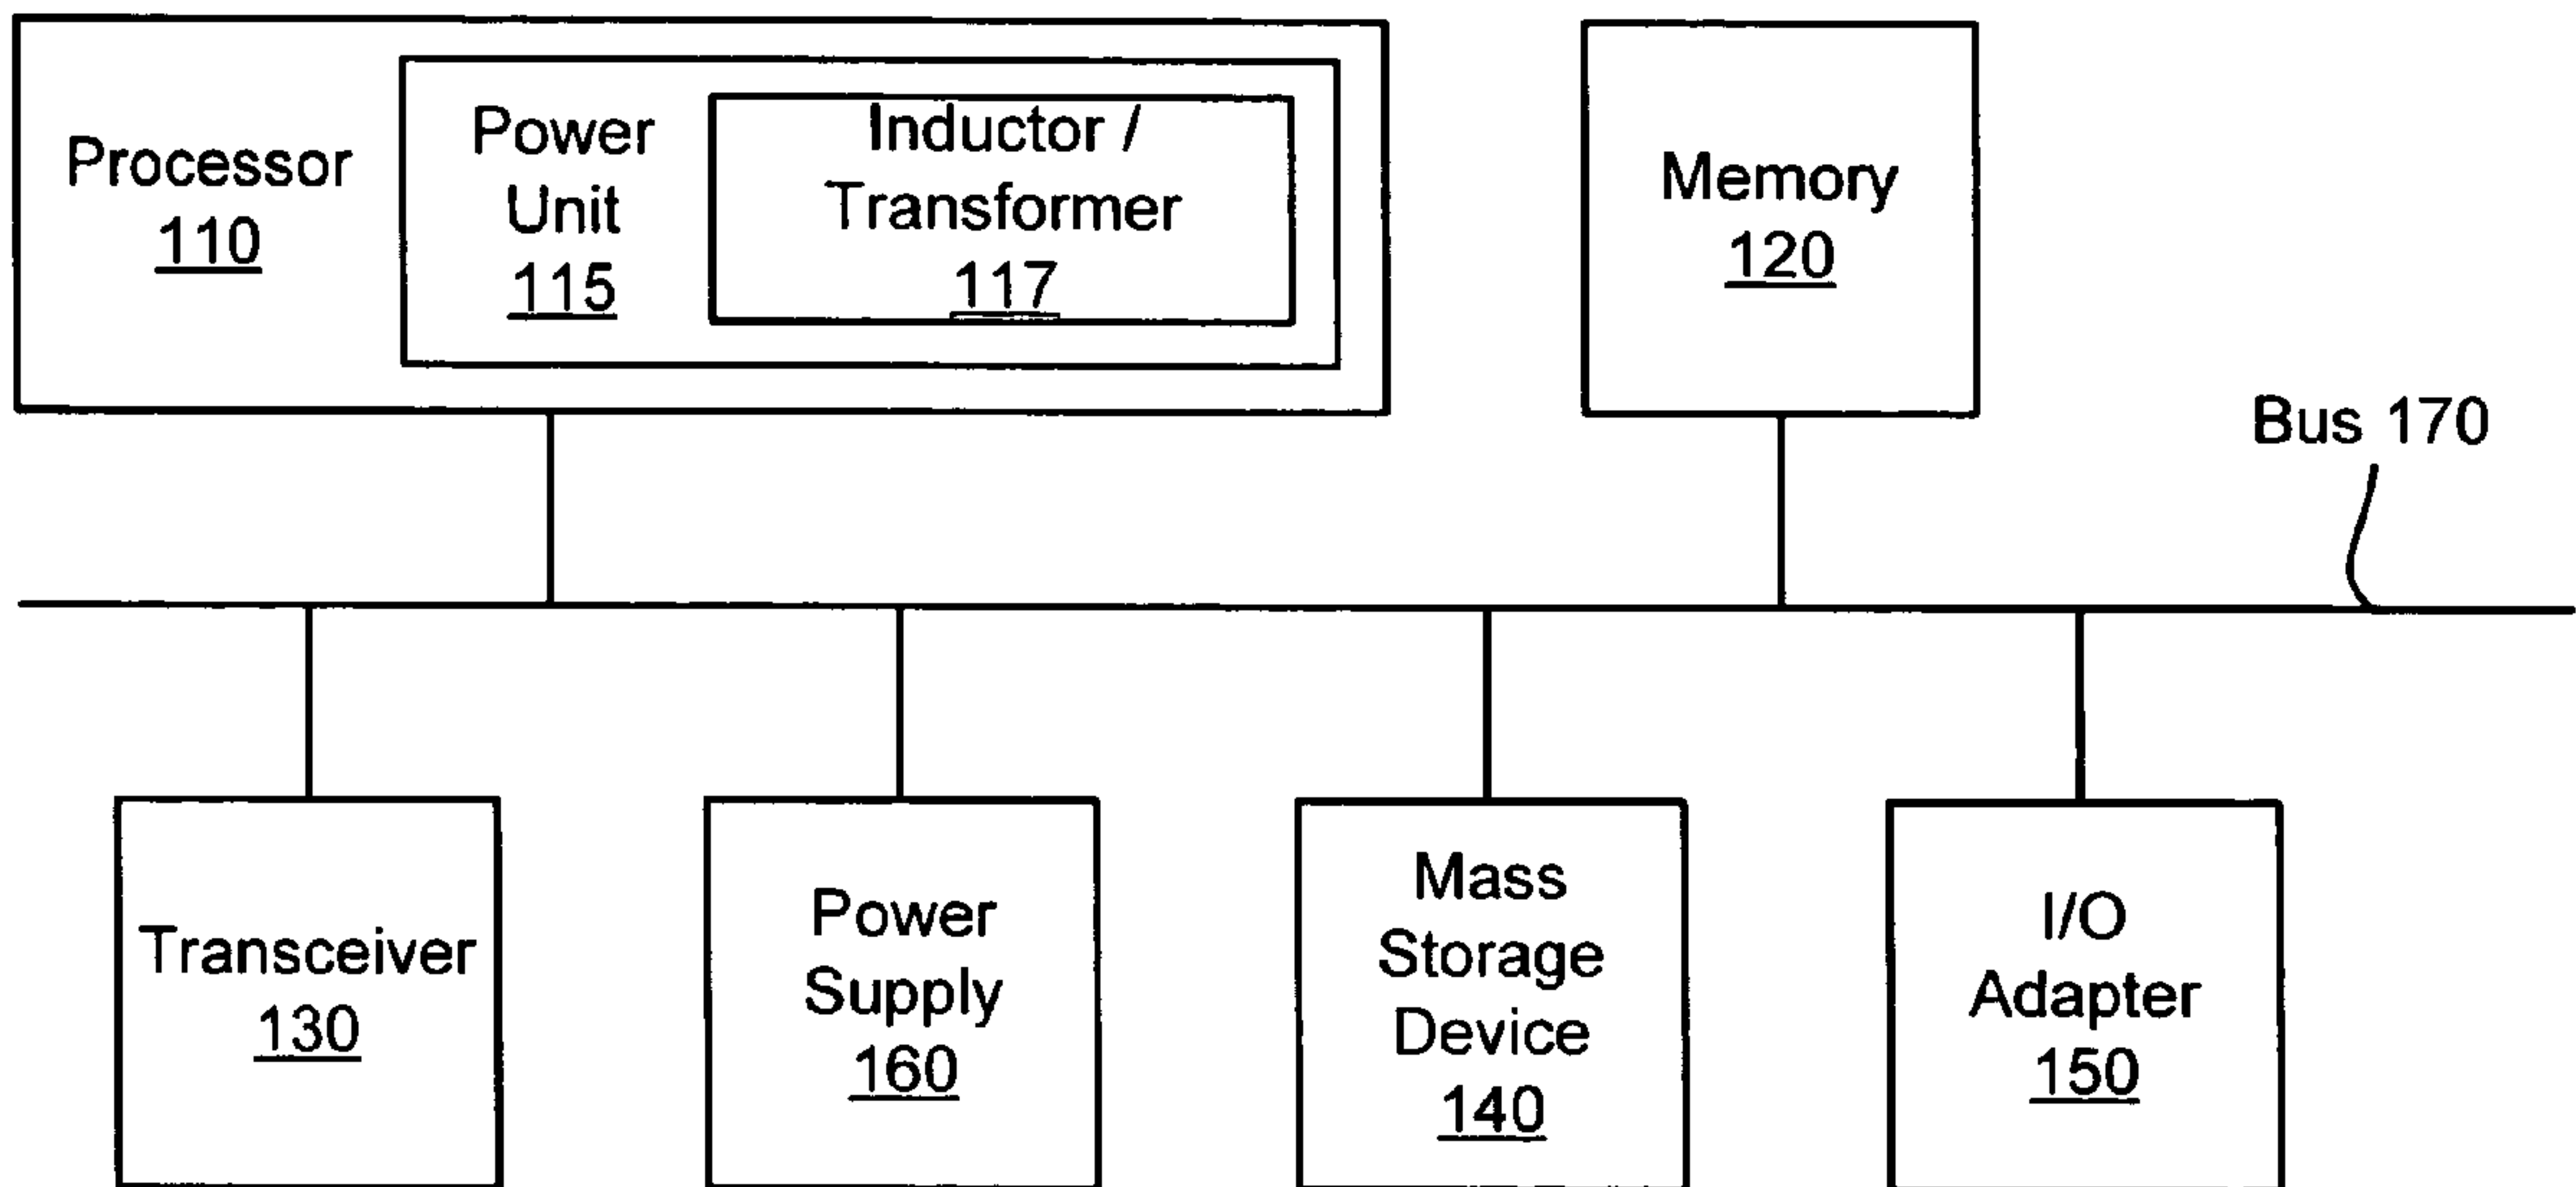 Processor
110
Power
Unit
115
Inductor /
Transformer
117
Memory
120
Bus 170
Transceiver
130
Power
Supply
160
Mass
Storage
Device
140
I/O
Adapter
150